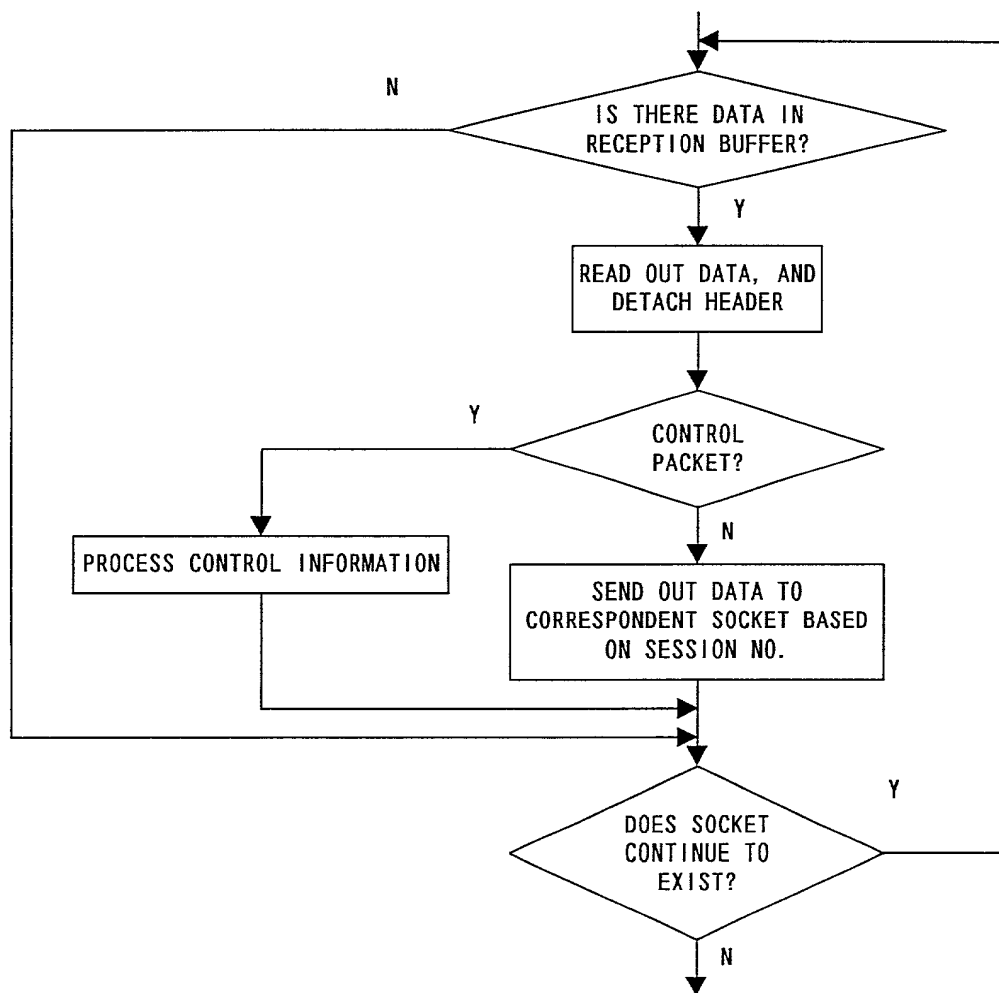 N
IS THERE DATA IN
RECEPTION BUFFER?
Y
READ OUT DATA, AND
DETACH HEADER
Y
CONTROL
PACKET?
N
PROCESS CONTROL INFORMATION
SEND OUT DATA TO
CORRESPONDENT SOCKET BASED
ON SESSION NO.
Y
DOES SOCKET
CONTINUE TO
EXIST?
N